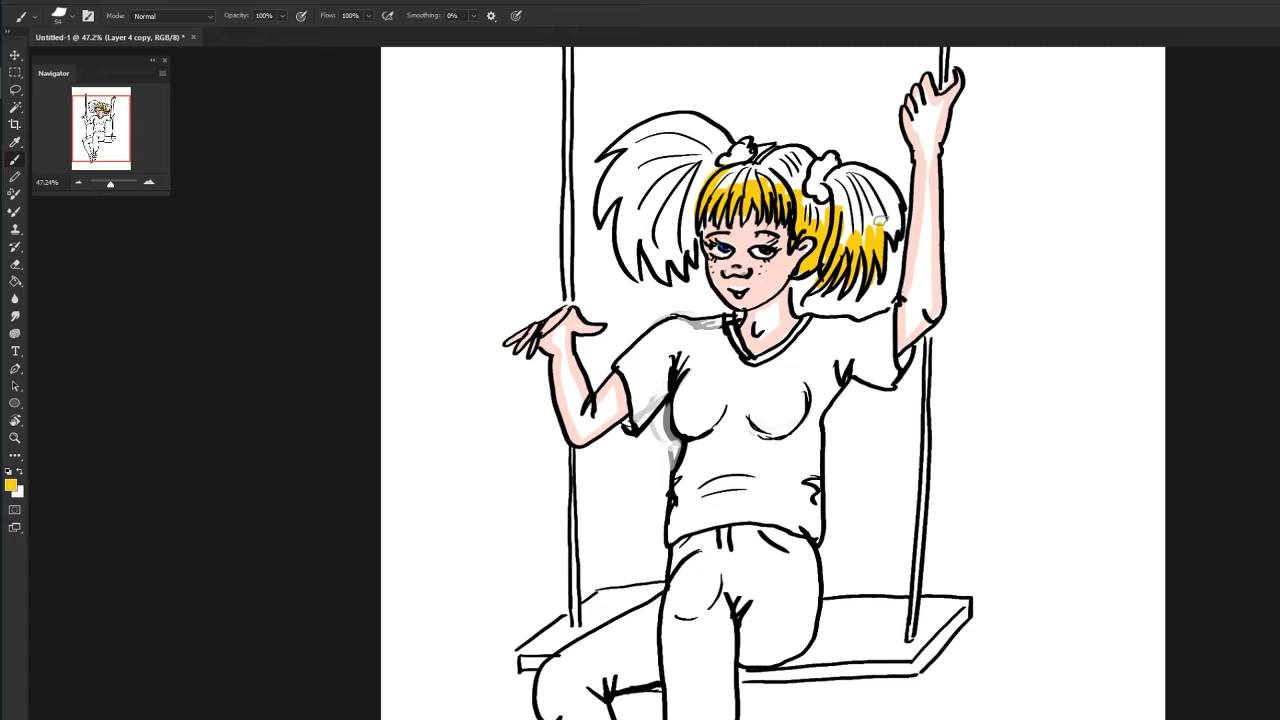 54 Mode: Normal Opacity: 100% Flow: 100% Smoothing: 0%
Untitled-1 @ 47.2% (Layer 4 copy, RGB/8) * ×
Navigator
47.24%